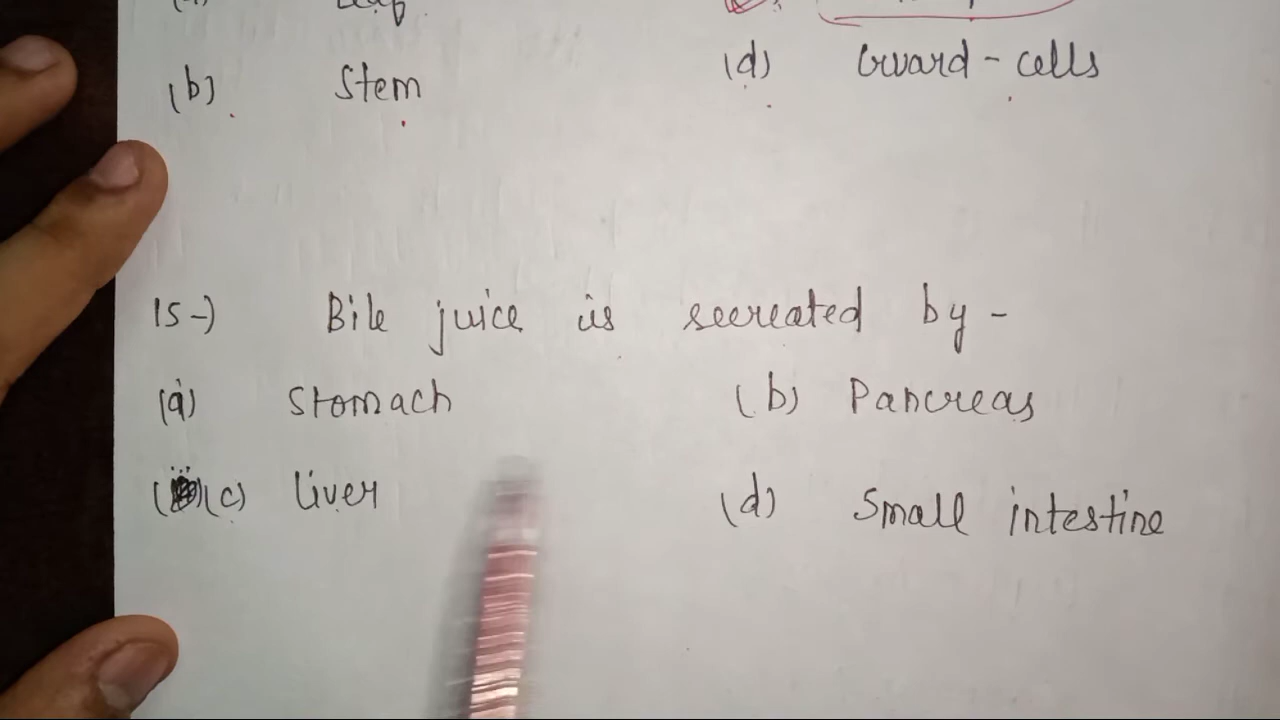 (b) Stem (d) Guard - cells
15-) Bile juice is secreated by -
(a) Stomach (b) Pancreas
(c) Liver (d) Small intestine